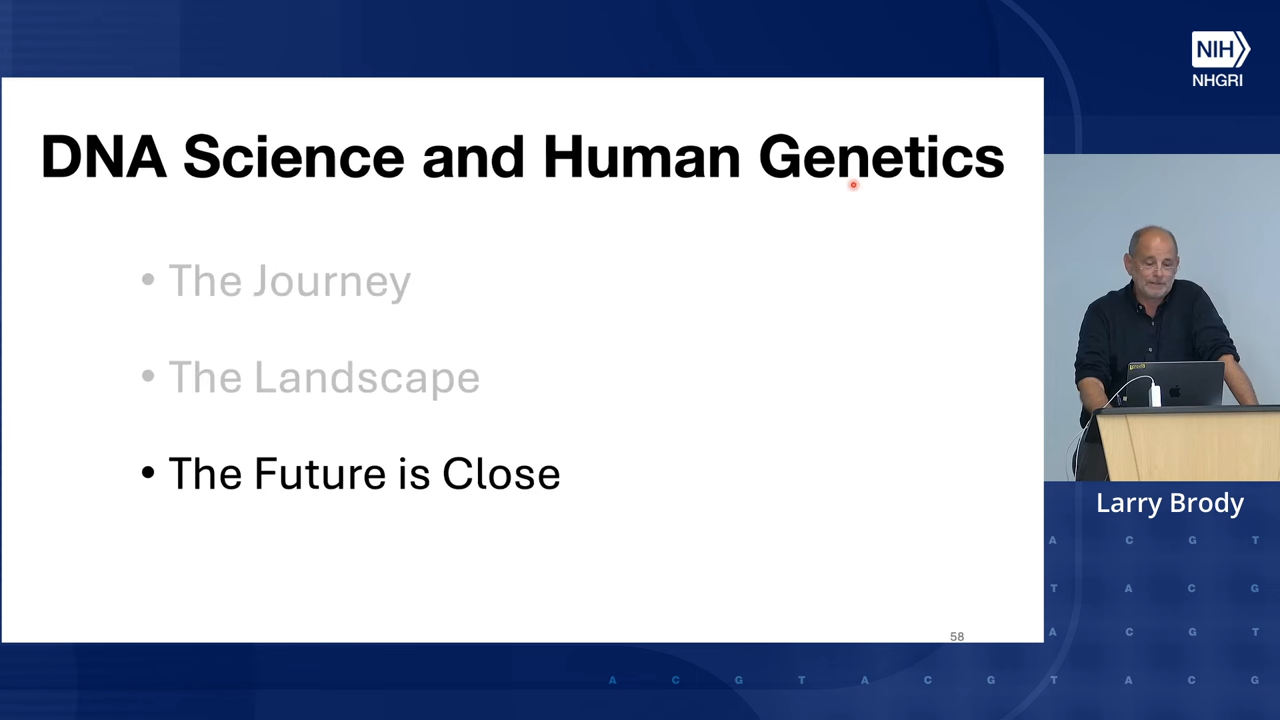 NIH
NHGRI
DNA Science and Human Genetics
• The Journey
• The Landscape
• The Future is Close
58
Larry Brody
A C G T
T A C G
A C G T
A C G T A C G T A C G